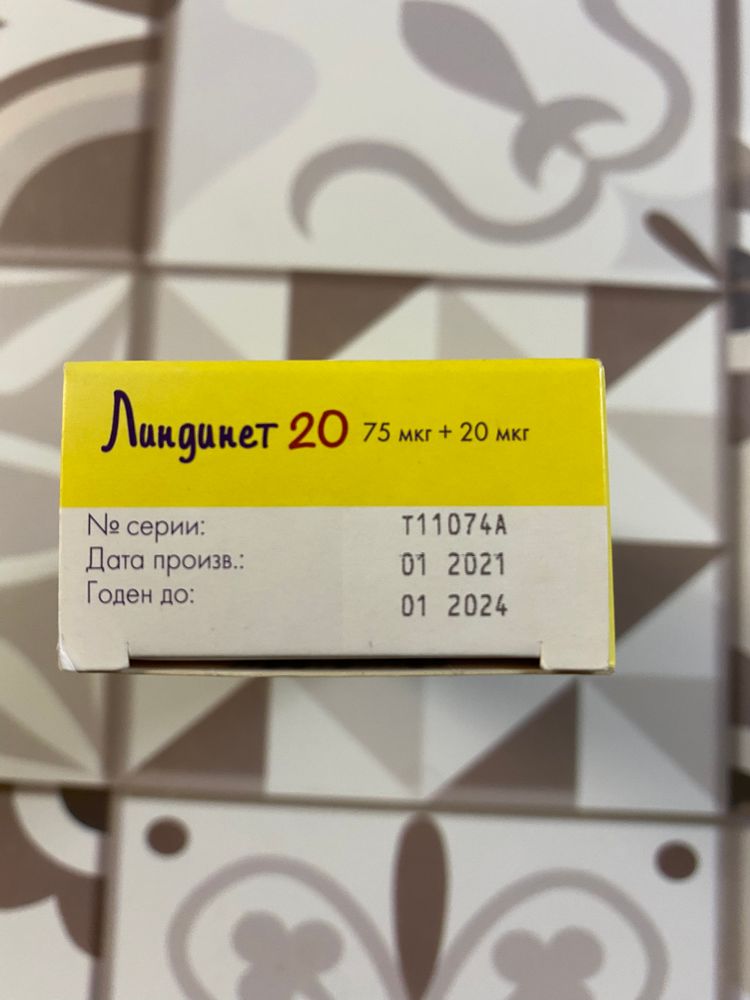 Линдинет 20 75 мкг + 20 мкг
№ серии: T11074A
Дата произв.: 01 2021
Годен до: 01 2024